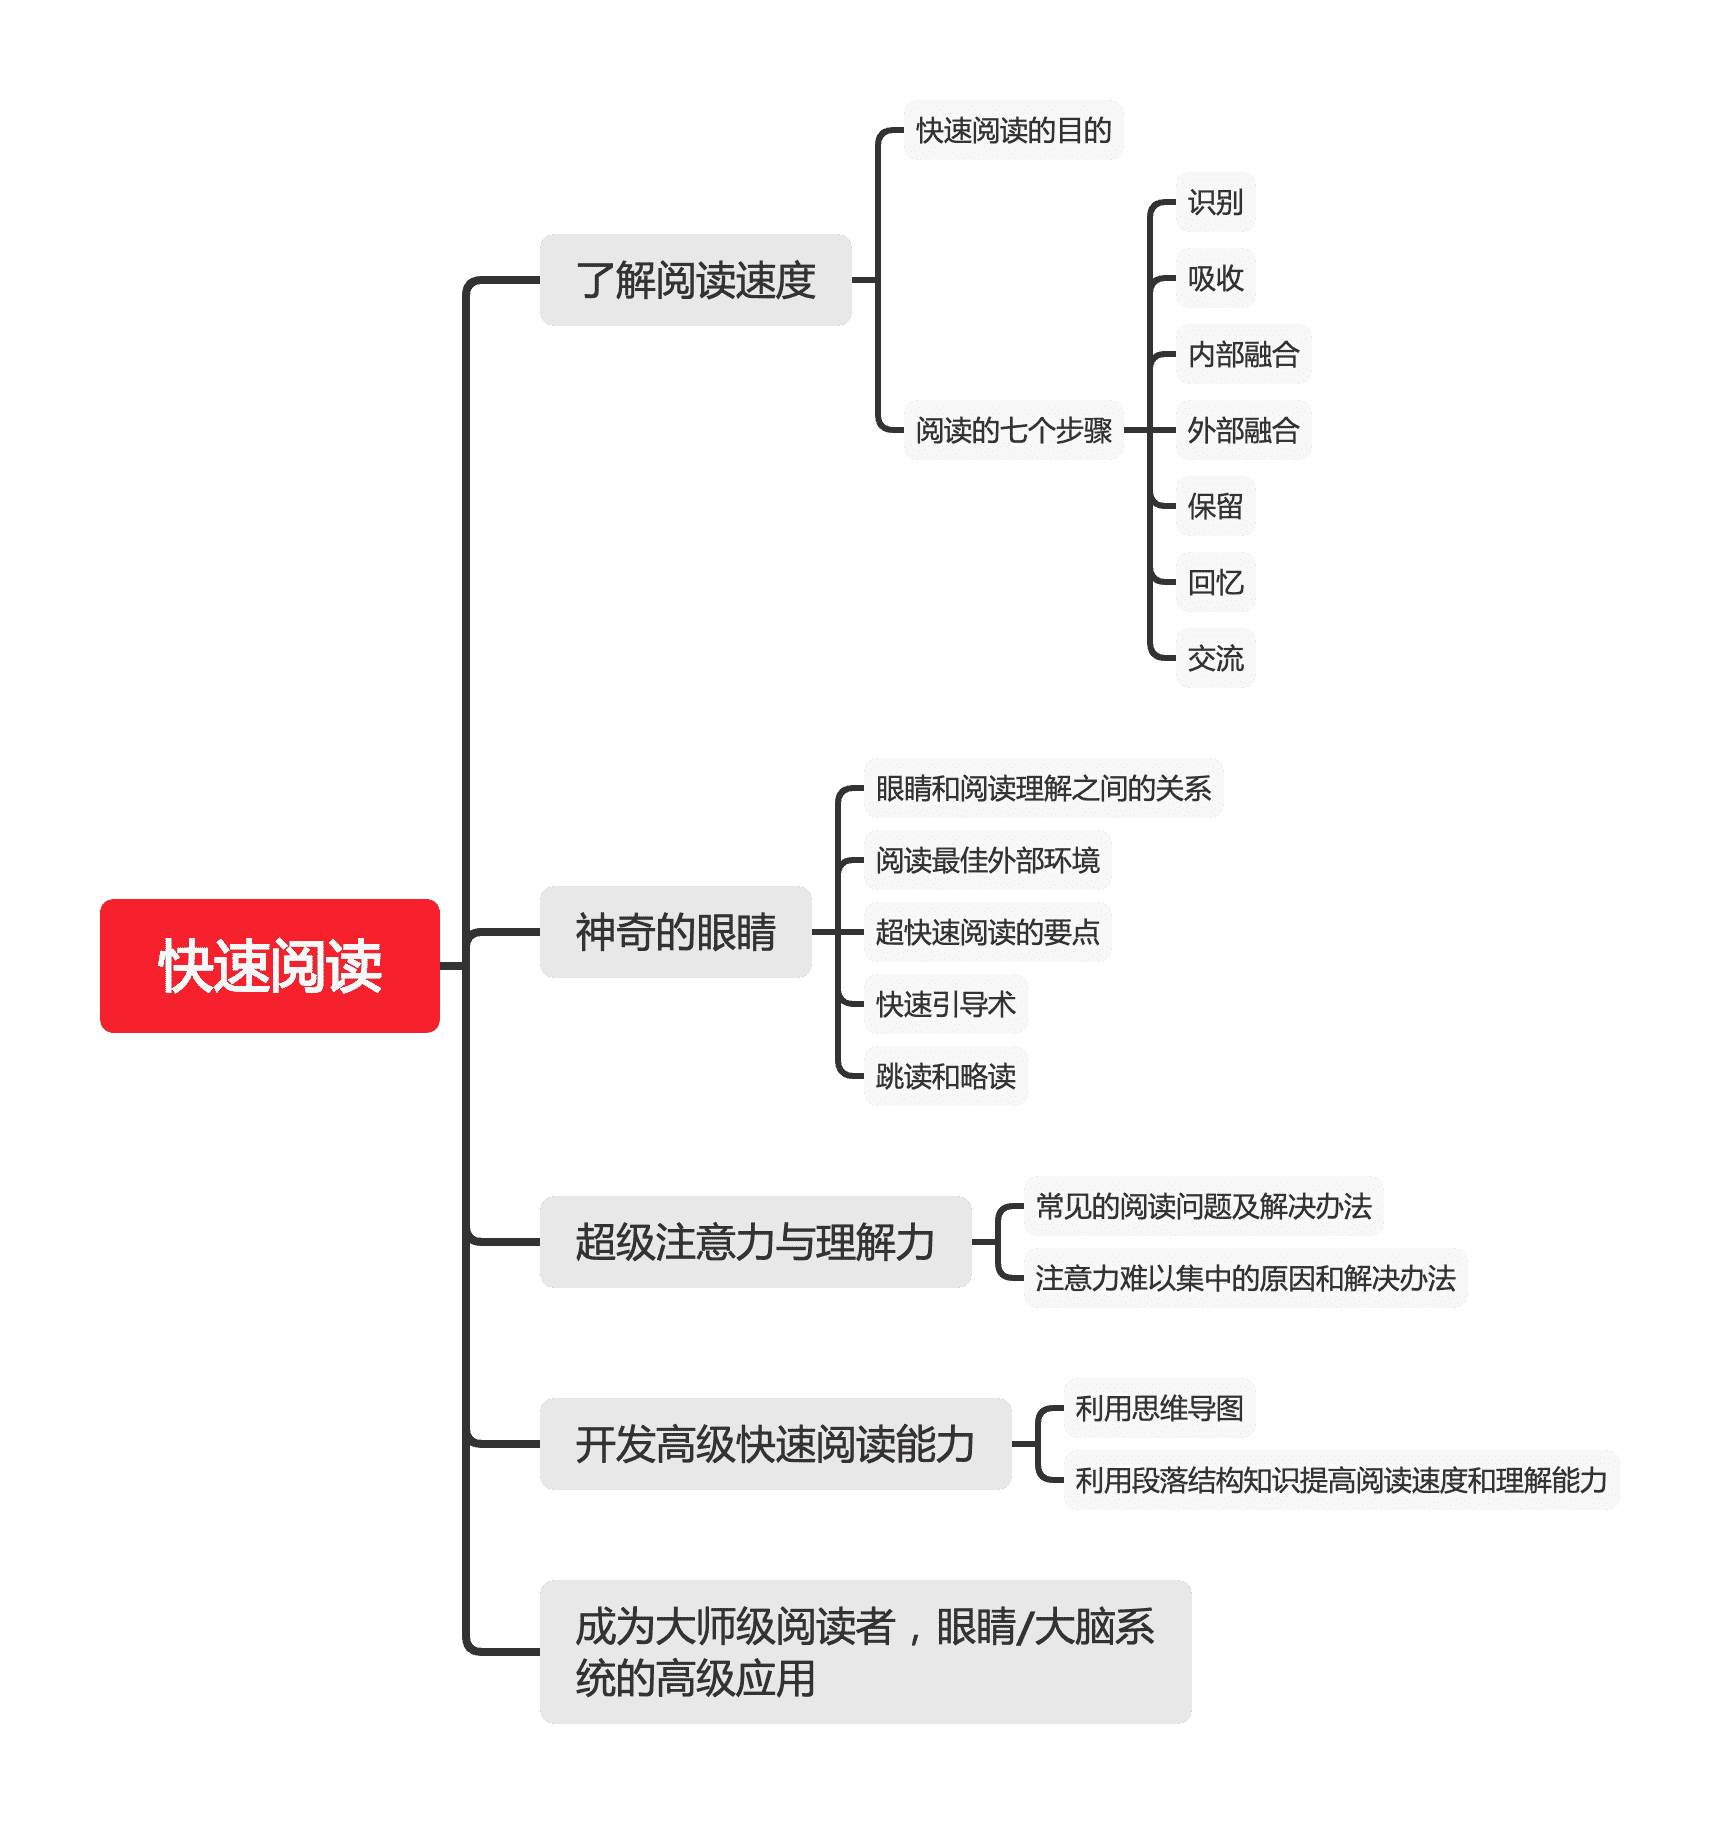 快速阅读
了解阅读速度
快速阅读的目的
阅读的七个步骤
识别
吸收
内部融合
外部融合
保留
回忆
交流
神奇的眼睛
眼睛和阅读理解之间的关系
阅读最佳外部环境
超快速阅读的要点
快速引导术
跳读和略读
超级注意力与理解力
常见的阅读问题及解决办法
注意力难以集中的原因和解决办法
开发高级快速阅读能力
利用思维导图
利用段落结构知识提高阅读速度和理解能力
成为大师级阅读者，眼睛/大脑系
统的高级应用